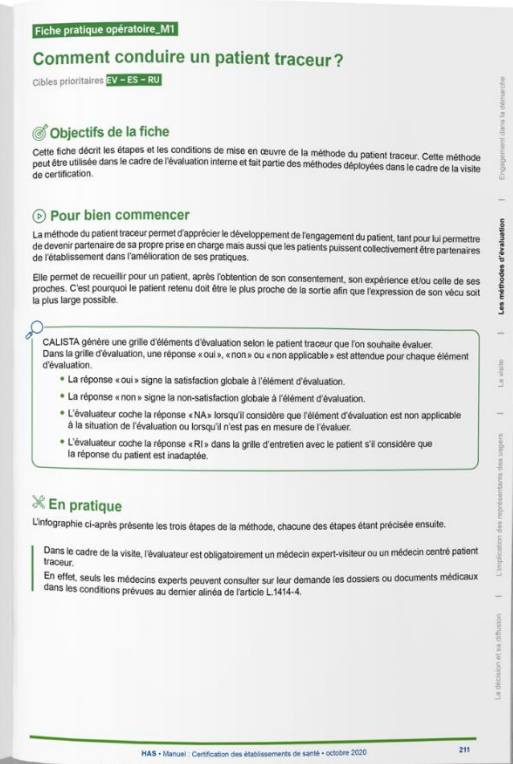 Fiche pratique opératoire_M1
Comment conduire un patient traceur ?
Cibles prioritaires EV – ES – RU
Objectifs de la fiche
Cette fiche décrit les étapes et les conditions de mise en œuvre de la méthode du patient traceur. Cette méthode
peut être utilisée dans le cadre de l'évaluation interne et fait partie des méthodes déployées dans le cadre de la visite
de certification.
Pour bien commencer
La méthode du patient traceur permet d'apprécier le développement de l'engagement du patient, tant pour lui permettre
de devenir partenaire de sa propre prise en charge mais aussi que les patients puissent collectivement être partenaires
de l'établissement dans l'amélioration de ses pratiques.
Elle permet de recueillir pour un patient, après l'obtention de son consentement, son expérience et/ou celle de ses
proches. C'est pourquoi le patient retenu doit être le plus proche de la sortie afin que l'expression de son vécu soit
la plus large possible.
CALISTA génère une grille d'éléments d'évaluation selon le patient traceur que l'on souhaite évaluer.
Dans la grille d'évaluation, une réponse « oui », « non » ou « non applicable » est attendue pour chaque élément
d'évaluation.
• La réponse « oui » signe la satisfaction globale à l'élément d'évaluation.
• La réponse « non » signe la non-satisfaction globale à l'élément d'évaluation.
• L'évaluateur coche la réponse « NA » lorsqu'il considère que l'élément d'évaluation est non applicable
à la situation de l'évaluation ou lorsqu'il n'est pas en mesure de l'évaluer.
• L'évaluateur coche la réponse « RI » dans la grille d'entretien avec le patient s'il considère que
la réponse du patient est inadaptée.
En pratique
L'infographie ci-après présente les trois étapes de la méthode, chacune des étapes étant précisée ensuite.
Dans le cadre de la visite, l'évaluateur est obligatoirement un médecin expert-visiteur ou un médecin centré patient
traceur.
En effet, seuls les médecins experts peuvent consulter sur leur demande les dossiers ou documents médicaux
dans les conditions prévues au dernier alinéa de l'article L.1414-4.
HAS • Manuel : Certification des établissements de santé • octobre 2020
211
La décision et sa diffusion | L'implication des représentants des usagers | La visite | Les méthodes d'évaluation | Engagement dans la démarche